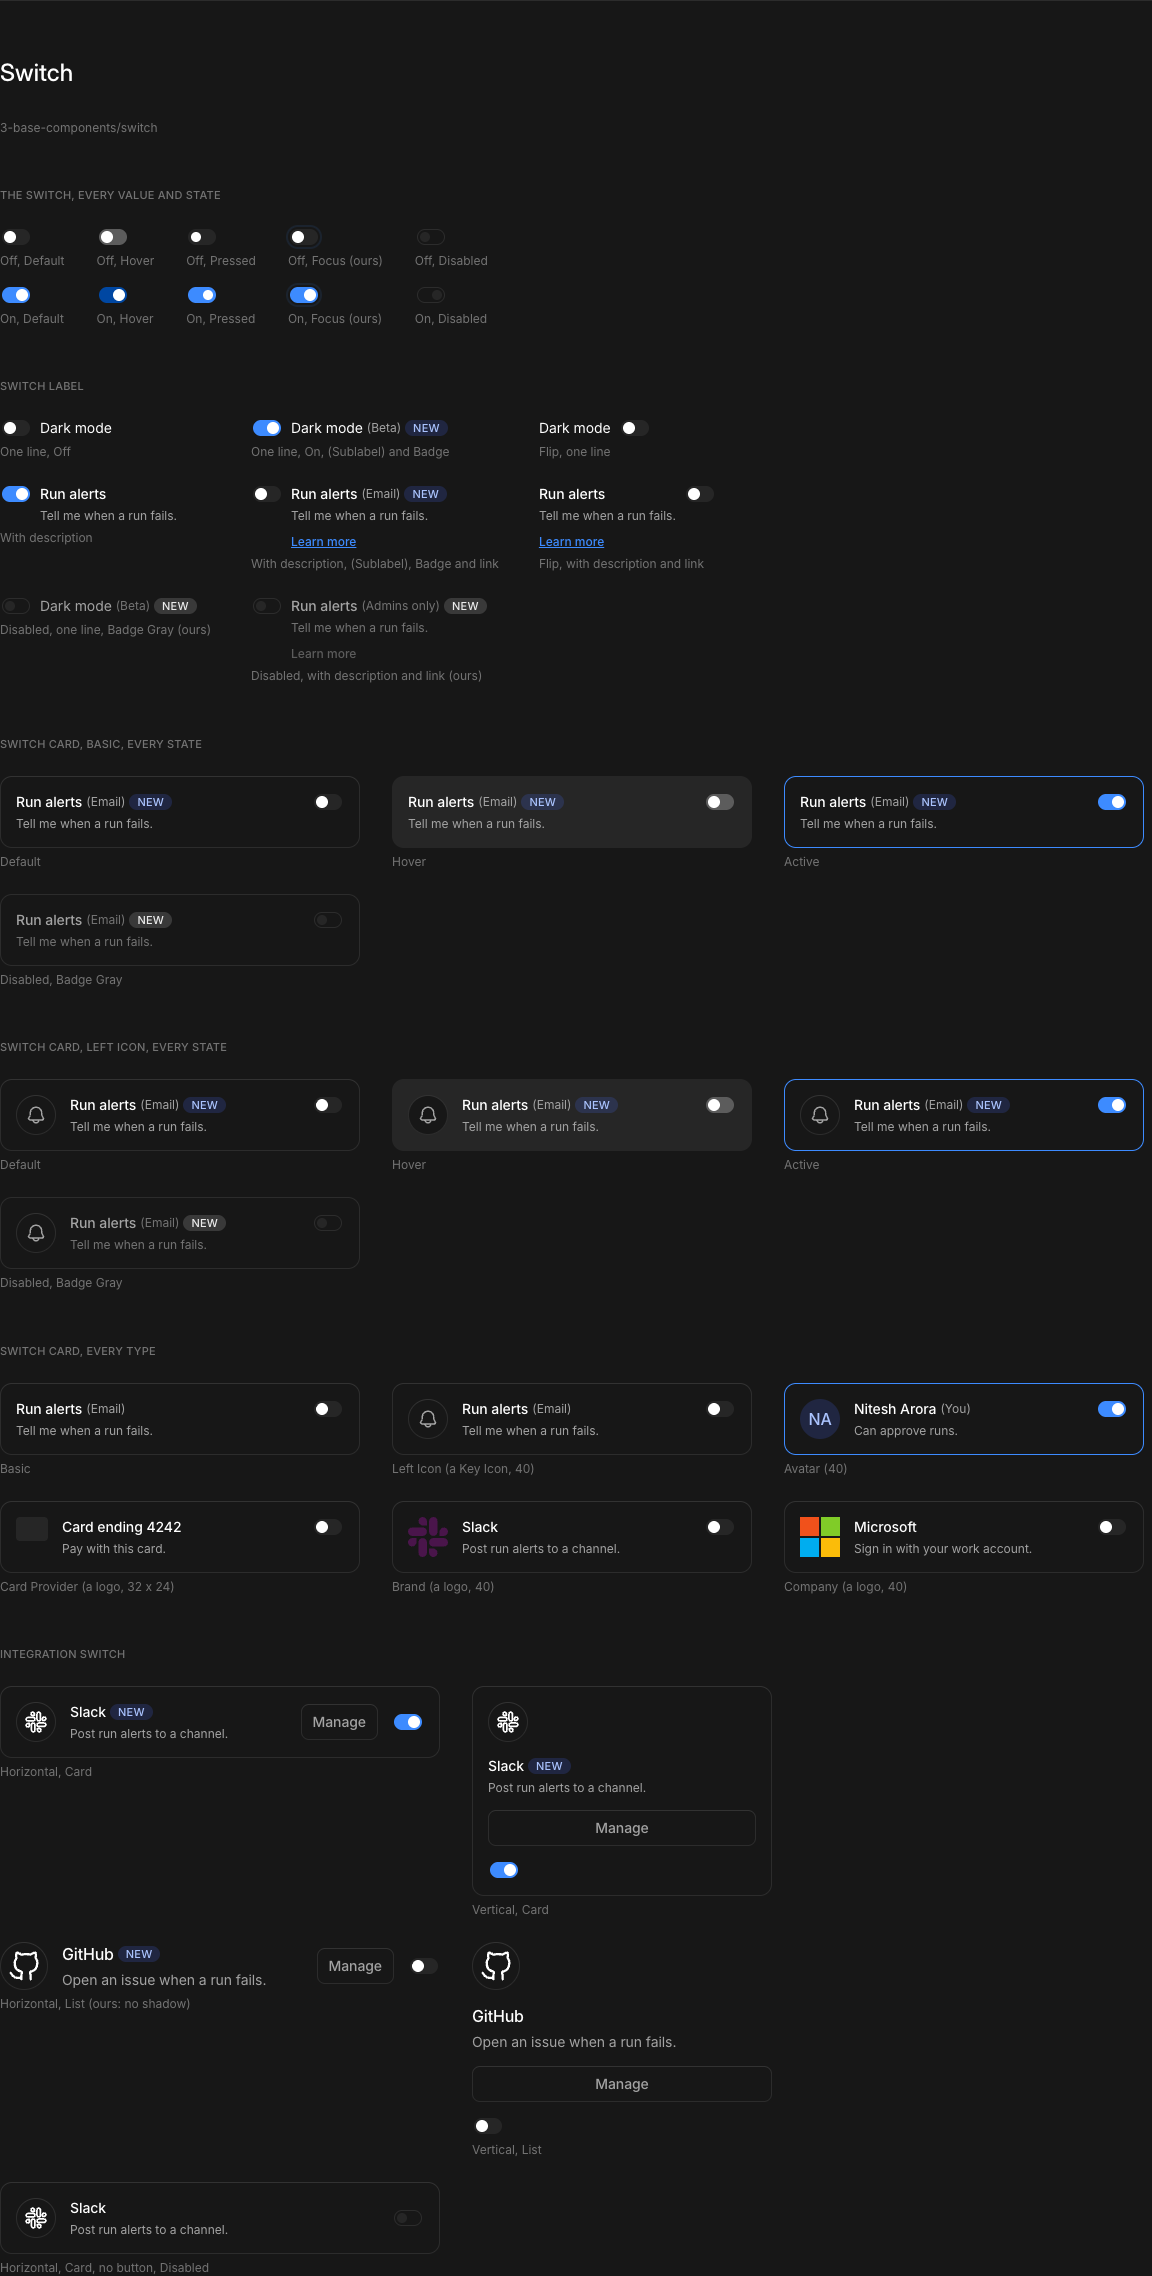 Switch
3-base-components/switch
THE SWITCH, EVERY VALUE AND STATE
Off, Default
Off, Hover
Off, Pressed
Off, Focus (ours)
Off, Disabled
On, Default
On, Hover
On, Pressed
On, Focus (ours)
On, Disabled
SWITCH LABEL
Dark mode
One line, Off
Dark mode (Beta) NEW
One line, On, (Sublabel) and Badge
Dark mode
Flip, one line
Run alerts
Tell me when a run fails.
With description
Run alerts (Email) NEW
Tell me when a run fails.
Learn more
With description, (Sublabel), Badge and link
Run alerts
Tell me when a run fails.
Learn more
Flip, with description and link
Dark mode (Beta) NEW
Disabled, one line, Badge Gray (ours)
Run alerts (Admins only) NEW
Tell me when a run fails.
Learn more
Disabled, with description and link (ours)
SWITCH CARD, BASIC, EVERY STATE
Run alerts (Email) NEW
Tell me when a run fails.
Default
Run alerts (Email) NEW
Tell me when a run fails.
Hover
Run alerts (Email) NEW
Tell me when a run fails.
Active
Run alerts (Email) NEW
Tell me when a run fails.
Disabled, Badge Gray
SWITCH CARD, LEFT ICON, EVERY STATE
Run alerts (Email) NEW
Tell me when a run fails.
Default
Run alerts (Email) NEW
Tell me when a run fails.
Hover
Run alerts (Email) NEW
Tell me when a run fails.
Active
Run alerts (Email) NEW
Tell me when a run fails.
Disabled, Badge Gray
SWITCH CARD, EVERY TYPE
Run alerts (Email)
Tell me when a run fails.
Basic
Run alerts (Email)
Tell me when a run fails.
Left Icon (a Key Icon, 40)
NA
Nitesh Arora (You)
Can approve runs.
Avatar (40)
Card ending 4242
Pay with this card.
Card Provider (a logo, 32 x 24)
Slack
Post run alerts to a channel.
Brand (a logo, 40)
Microsoft
Sign in with your work account.
Company (a logo, 40)
INTEGRATION SWITCH
Slack NEW
Post run alerts to a channel.
Manage
Horizontal, Card
Slack NEW
Post run alerts to a channel.
Manage
Vertical, Card
GitHub NEW
Open an issue when a run fails.
Manage
Horizontal, List (ours: no shadow)
GitHub
Open an issue when a run fails.
Manage
Vertical, List
Slack
Post run alerts to a channel.
Horizontal, Card, no button, Disabled